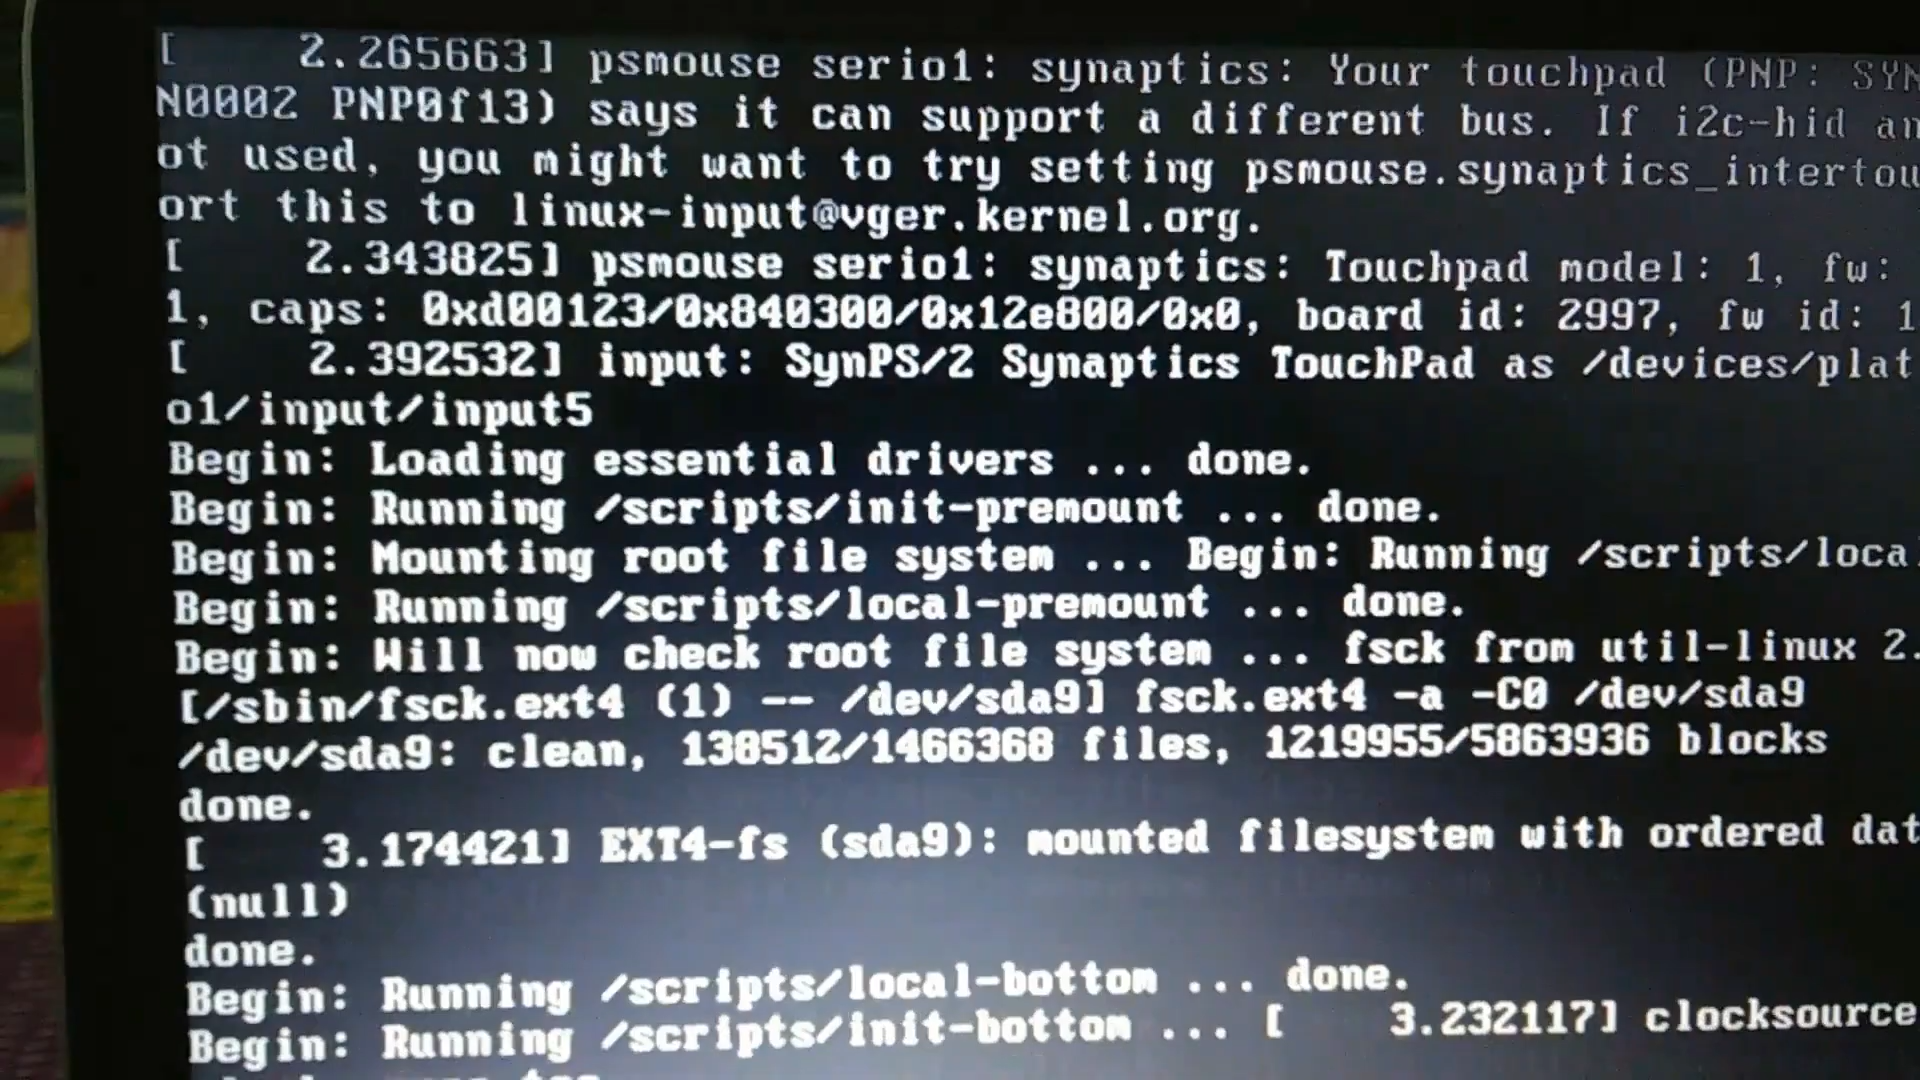 [    2.265663] psmouse serio1: synaptics: Your touchpad (PNP: SYN
N0002 PNP0f13) says it can support a different bus. If i2c-hid an
ot used, you might want to try setting psmouse.synaptics_intertou
ort this to linux-input@vger.kernel.org.
[    2.343825] psmouse serio1: synaptics: Touchpad model: 1, fw:
1, caps: 0xd00123/0x840300/0x12e800/0x0, board id: 2997, fw id: 1
[    2.392532] input: SynPS/2 Synaptics TouchPad as /devices/plat
o1/input/input5
Begin: Loading essential drivers ... done.
Begin: Running /scripts/init-premount ... done.
Begin: Mounting root file system ... Begin: Running /scripts/loca
Begin: Running /scripts/local-premount ... done.
Begin: Will now check root file system ... fsck from util-linux 2.
[/sbin/fsck.ext4 (1) -- /dev/sda9] fsck.ext4 -a -C0 /dev/sda9
/dev/sda9: clean, 138512/1466368 files, 1219955/5863936 blocks
done.
[    3.174421] EXT4-fs (sda9): mounted filesystem with ordered dat
(null)
done.
Begin: Running /scripts/local-bottom ... done.
Begin: Running /scripts/init-bottom ... [    3.232117] clocksource